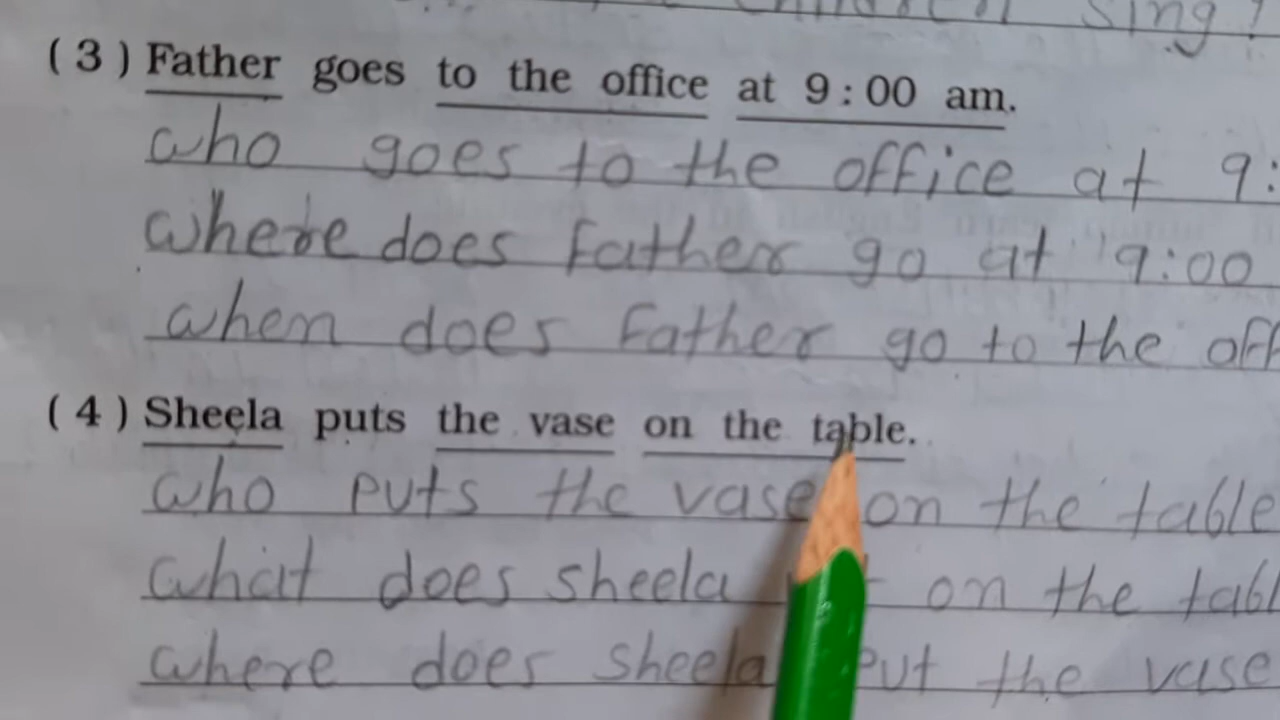 sing?
( 3 ) Father goes to the office at 9 : 00 am.
who goes to the office at 9:
where does Father go at 9:00
when does Father go to the off
( 4 ) Sheela puts the vase on the table.
who puts the vase on the table
what does sheela on the tabl
where does sheela put the vase